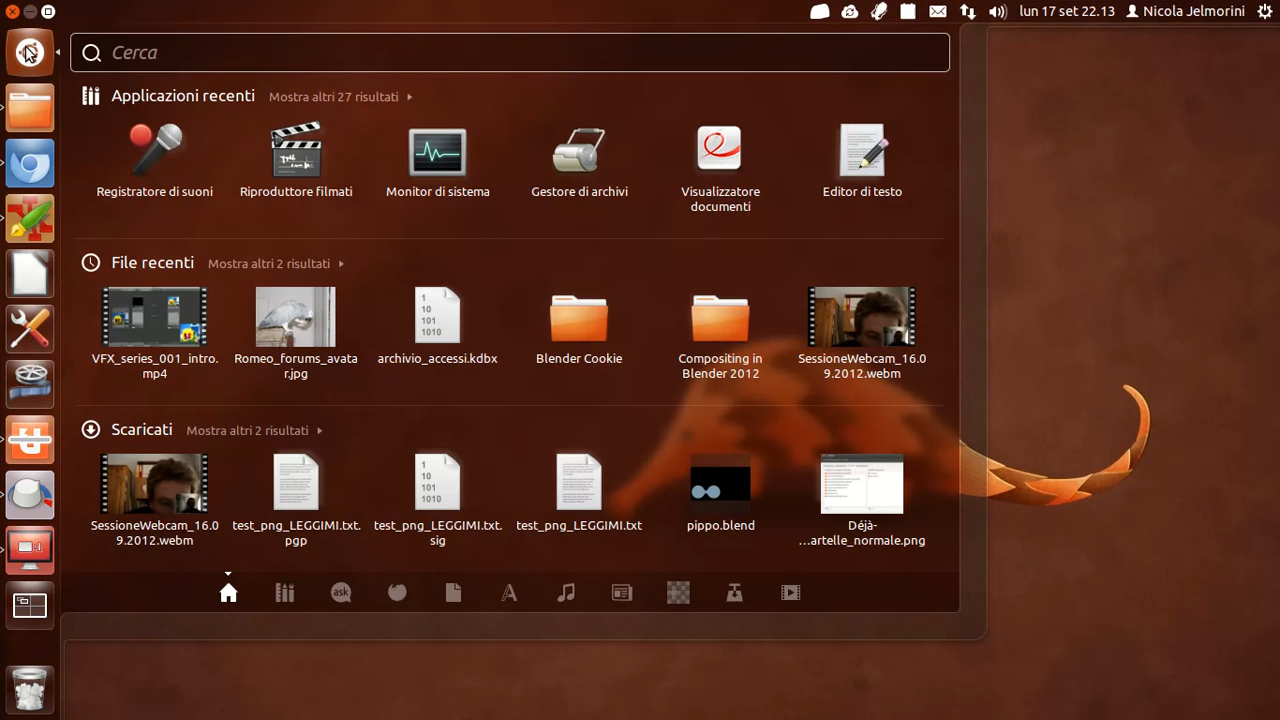 lun 17 set 22.13 Nicola Jelmorini
Cerca
Applicazioni recenti Mostra altri 27 risultati
Registratore di suoni
Riproduttore filmati
Monitor di sistema
Gestore di archivi
Visualizzatore
documenti
Editor di testo
File recenti Mostra altri 2 risultati
VFX_series_001_intro.
mp4
Romeo_forums_avata
r.jpg
archivio_accessi.kdbx
Blender Cookie
Compositing in
Blender 2012
SessioneWebcam_16.0
9.2012.webm
Scaricati Mostra altri 2 risultati
SessioneWebcam_16.0
9.2012.webm
test_png_LEGGIMI.txt.
pgp
test_png_LEGGIMI.txt.
sig
test_png_LEGGIMI.txt
pippo.blend
Déjà-
...artelle_normale.png
ask